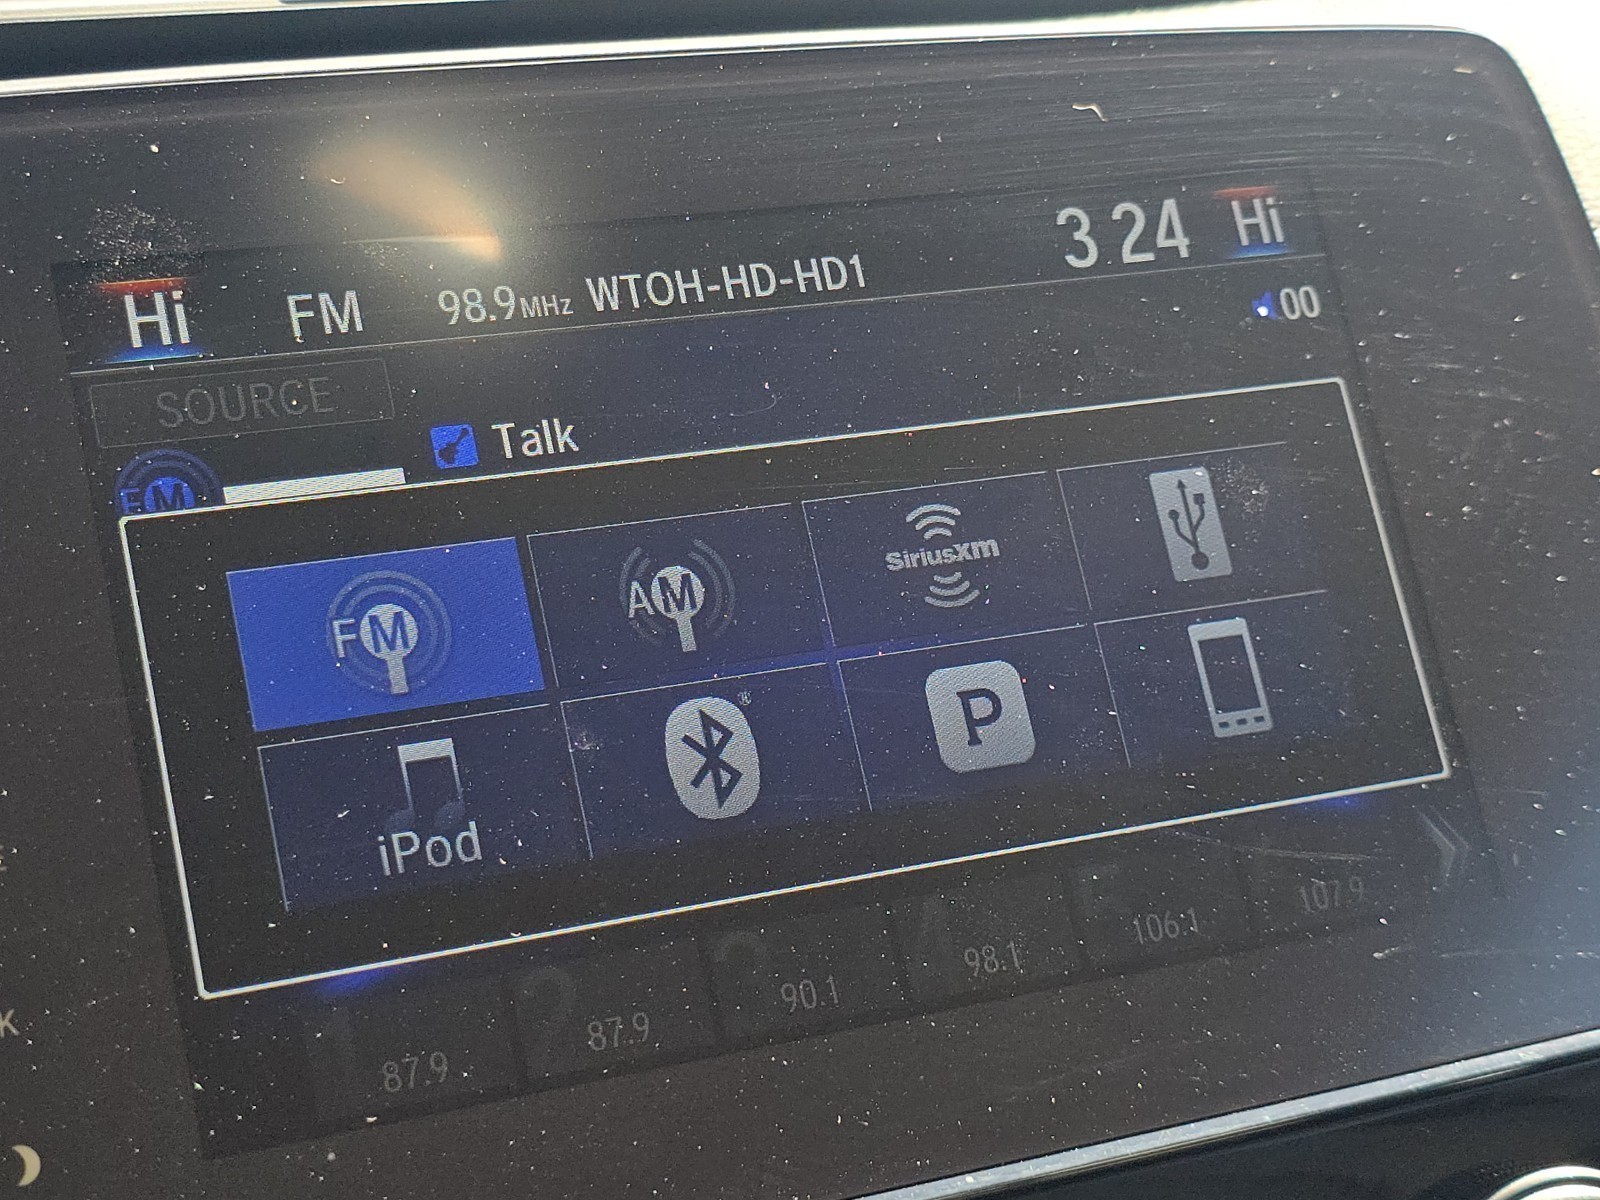 Hi FM 98.9MHz WTOH-HD-HD1 3 24 Hi
00
SOURCE
Talk
FM
FM
AM
SiriusXM
iPod
®
P
87.9
87.9
90.1
98.1
106.1
107.9